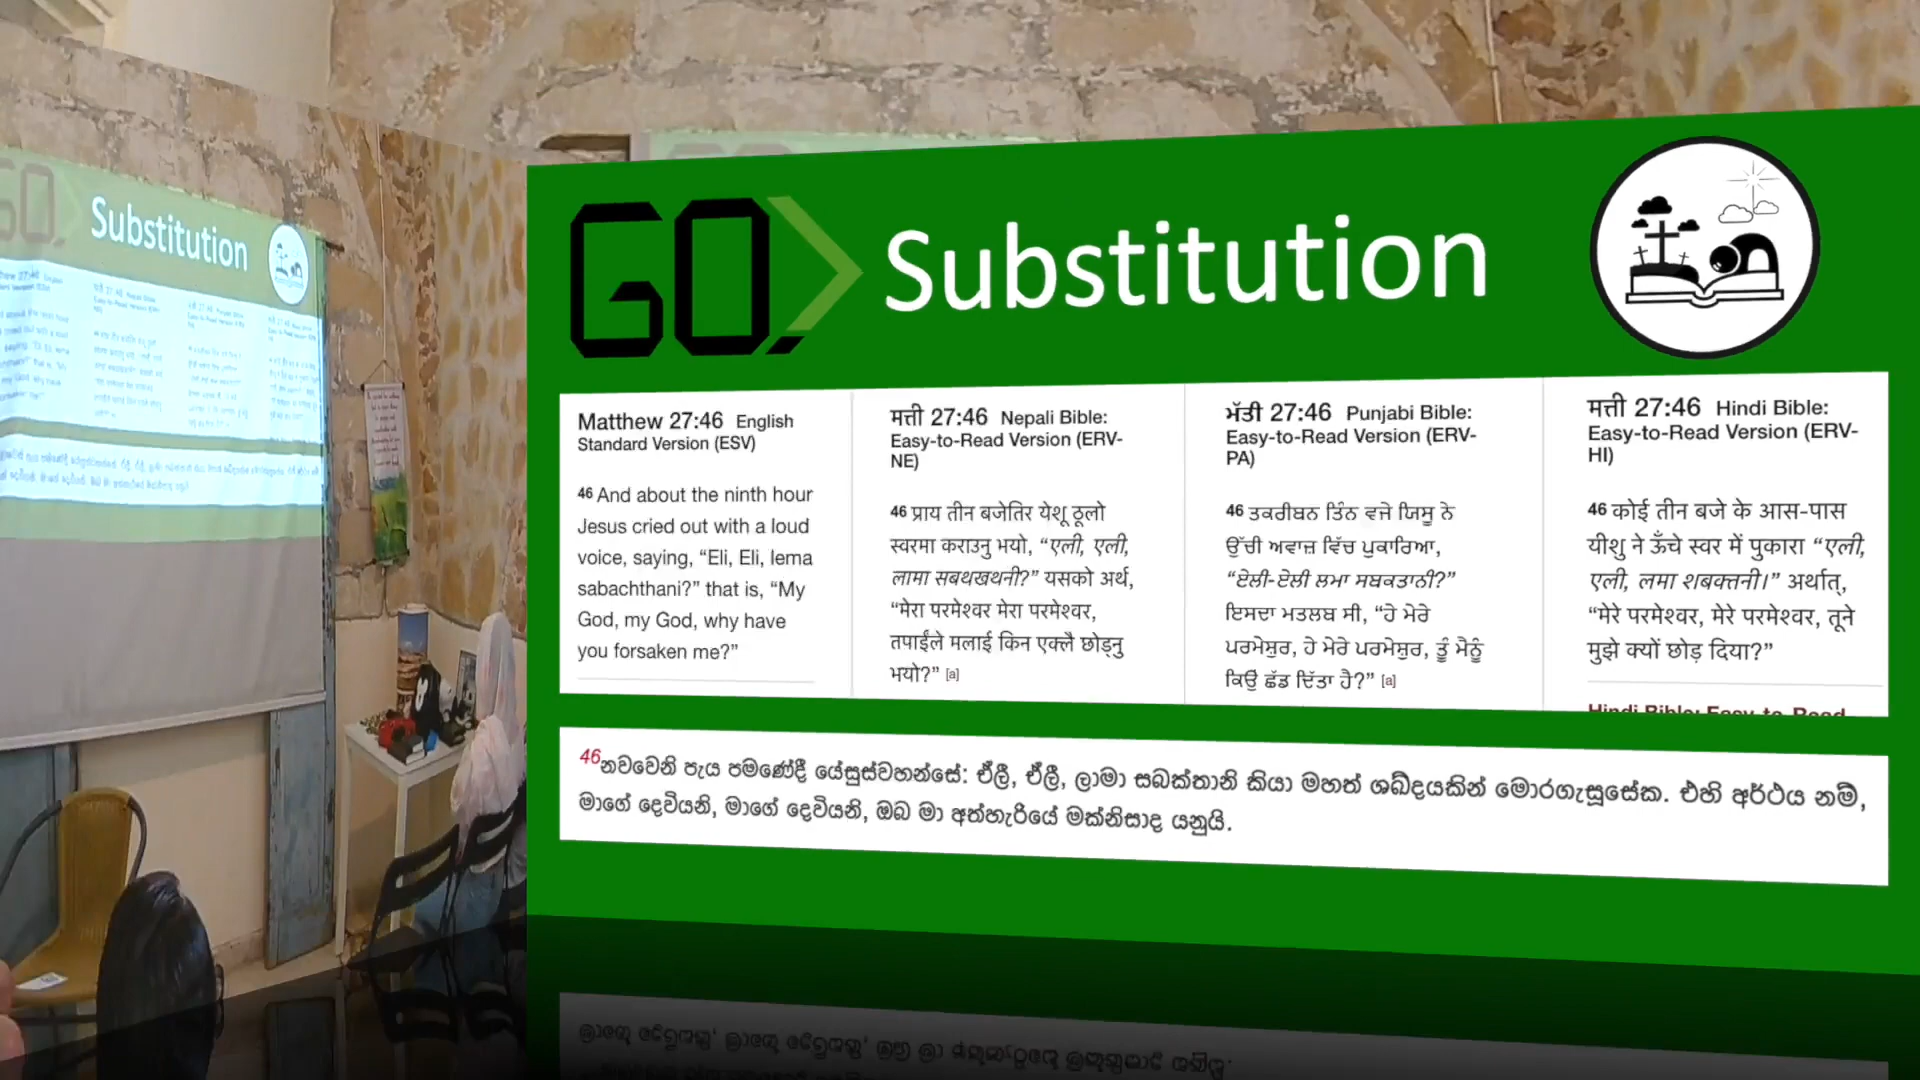 GO
Substitution
Matthew 27:46 English
Standard Version (ESV)
46 And about the ninth hour
Jesus cried out with a loud
voice, saying, “Eli, Eli, lema
sabachthani?” that is, “My
God, my God, why have
you forsaken me?”
मत्ती 27:46 Nepali Bible:
Easy-to-Read Version (ERV-
NE)
46 प्राय तीन बजेतिर येशू ठूलो
स्वरमा कराउनु भयो, “एली, एली,
लामा सबथखथनी?” यसको अर्थ,
“मेरा परमेश्वर मेरा परमेश्वर,
तपाईंले मलाई किन एक्लै छोड्नु
भयो?” [a]
ਮੱਤੀ 27:46 Punjabi Bible:
Easy-to-Read Version (ERV-
PA)
46 ਤਕਰੀਬਨ ਤਿੰਨ ਵਜੇ ਯਿਸੂ ਨੇ
ਉੱਚੀ ਅਵਾਜ਼ ਵਿੱਚ ਪੁਕਾਰਿਆ,
“ਏਲੀ-ਏਲੀ ਲਮਾ ਸਬਕਤਾਨੀ?”
ਇਸਦਾ ਮਤਲਬ ਸੀ, “ਹੇ ਮੇਰੇ
ਪਰਮੇਸ਼ੁਰ, ਹੇ ਮੇਰੇ ਪਰਮੇਸ਼ੁਰ, ਤੂੰ ਮੈਨੂੰ
ਕਿਉਂ ਛੱਡ ਦਿੱਤਾ ਹੈ?” [a]
मत्ती 27:46 Hindi Bible:
Easy-to-Read Version (ERV-
HI)
46 कोई तीन बजे के आस-पास
यीशु ने ऊँचे स्वर में पुकारा “एली,
एली, लमा शबक्तनी।” अर्थात्,
“मेरे परमेश्वर, मेरे परमेश्वर, तूने
मुझे क्यों छोड़ दिया?”
Hindi Bible: Easy-to-Read
46 නවවෙනි පැය පමණේදී යේසුස්වහන්සේ: ඒලී, ඒලී, ලාමා සබක්තානි කියා මහත් ශබ්දයකින් මොරගැසූසේක. එහි අර්ථය නම්,
මාගේ දෙවියනි, මාගේ දෙවියනි, ඔබ මා අත්හැරියේ මක්නිසාද යනුයි.
GO
Substitution